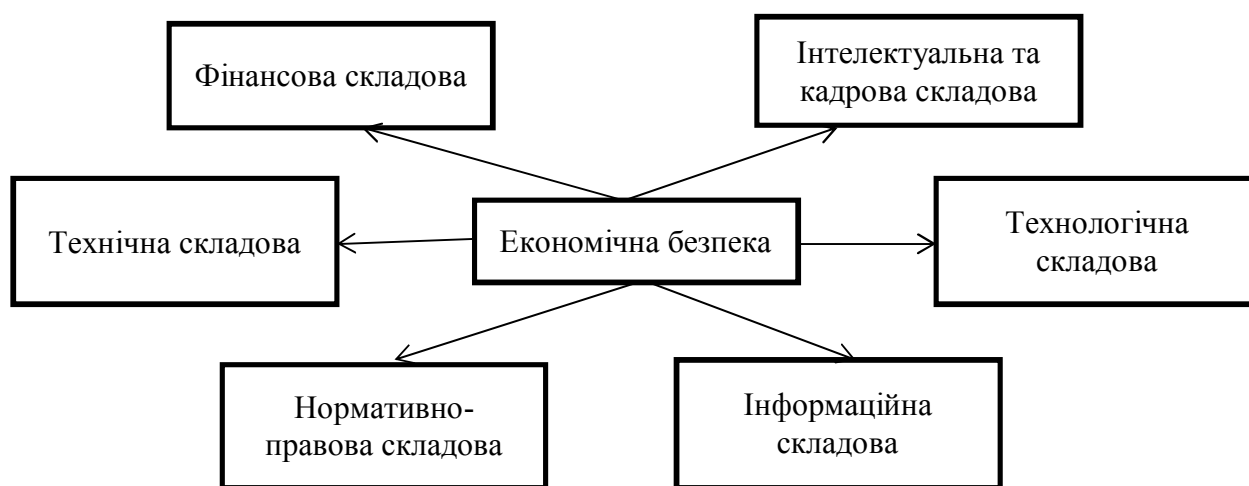 Фінансова складова
Інтелектуальна та
кадрова складова
Технічна складова
Економічна безпека
Технологічна
складова
Нормативно-
правова складова
Інформаційна
складова